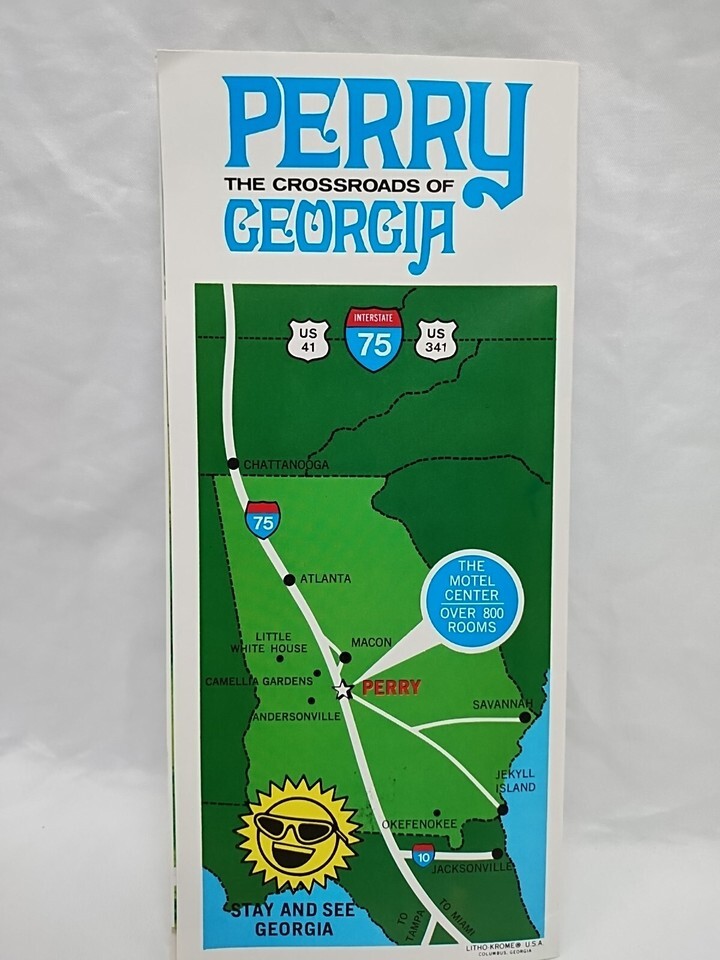 PERRY
THE CROSSROADS OF
GEORGIA
US
41
INTERSTATE
75
US
341
CHATTANOOGA
75
ATLANTA
THE
MOTEL
CENTER
OVER 800
ROOMS
LITTLE
WHITE HOUSE
MACON
CAMELLIA GARDENS
PERRY
ANDERSONVILLE
SAVANNAH
JEKYLL
ISLAND
OKEFENOKEE
10
JACKSONVILLE
STAY AND SEE
GEORGIA
TO
TAMPA
TO MIAMI
LITHO-KROME® U.S.A.
COLUMBUS, GEORGIA